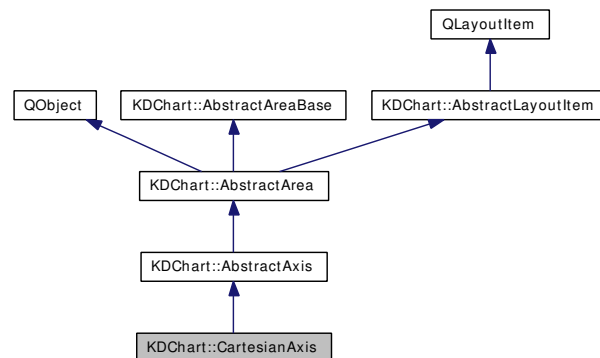 QLayoutItem
QObject
KDChart::AbstractAreaBase
KDChart::AbstractLayoutItem
KDChart::AbstractArea
KDChart::AbstractAxis
KDChart::CartesianAxis